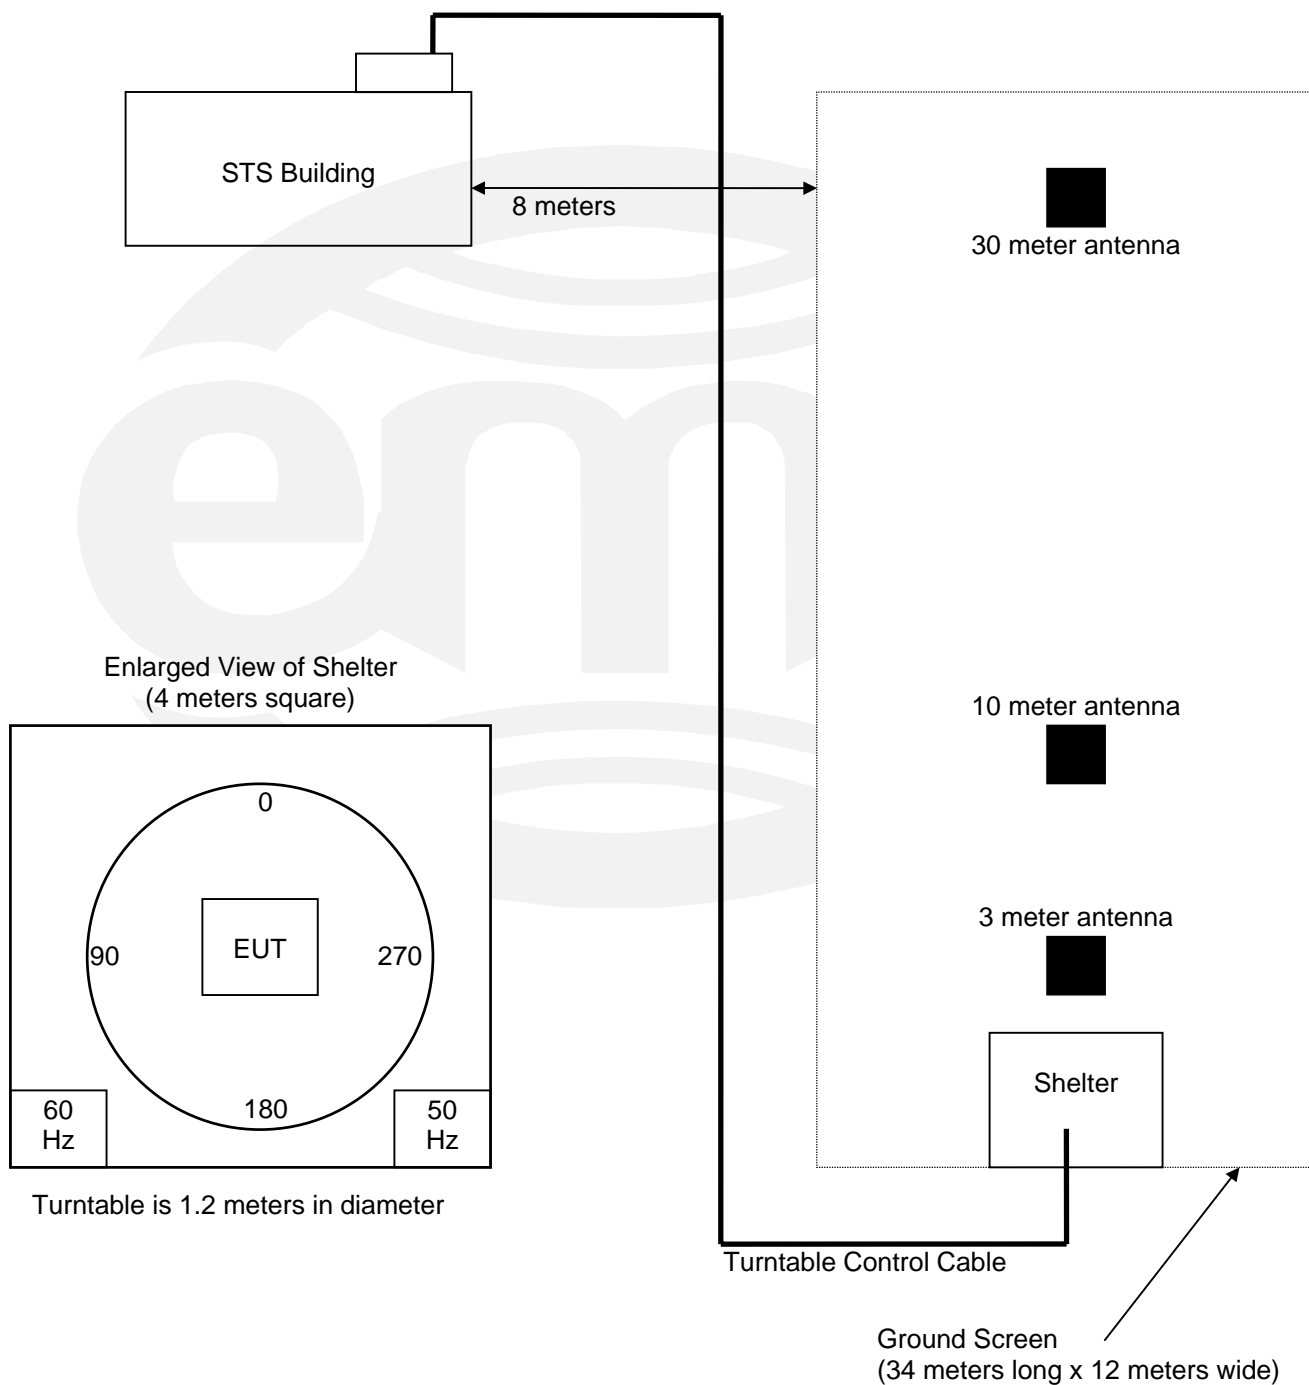 STS Building
8 meters
30 meter antenna
Enlarged View of Shelter
(4 meters square)
10 meter antenna
0
3 meter antenna
90
EUT
270
Shelter
180
60
Hz
50
Hz
Turntable is 1.2 meters in diameter
Turntable Control Cable
Ground Screen
(34 meters long x 12 meters wide)
em